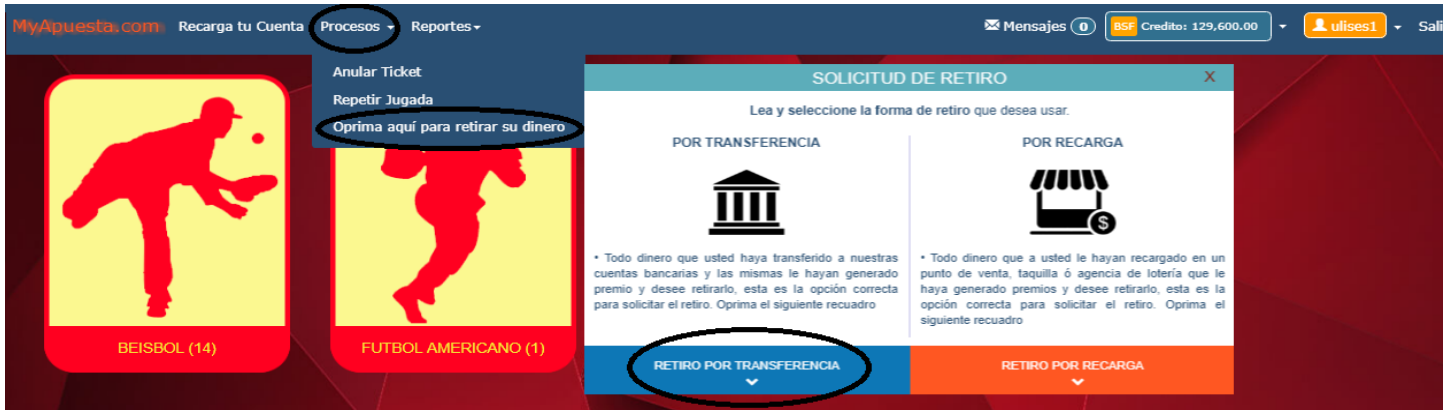 MyApuesta.com Recarga tu Cuenta Procesos Reportes Mensajes 0 BSF Credito: 129,600.00 ulises1 Sali
Anular Ticket
Repetir Jugada
Oprima aquí para retirar su dinero
BEISBOL (14)
FUTBOL AMERICANO (1)
SOLICITUD DE RETIRO X
Lea y seleccione la forma de retiro que desea usar.
POR TRANSFERENCIA
• Todo dinero que usted haya transferido a nuestras
cuentas bancarias y las mismas le hayan generado
premio y desee retirarlo, esta es la opción correcta
para solicitar el retiro. Oprima el siguiente recuadro
RETIRO POR TRANSFERENCIA
POR RECARGA
$
• Todo dinero que a usted le hayan recargado en un
punto de venta, taquilla ó agencia de lotería que le
haya generado premios y desee retirarlo, esta es la
opción correcta para solicitar el retiro. Oprima el
siguiente recuadro
RETIRO POR RECARGA